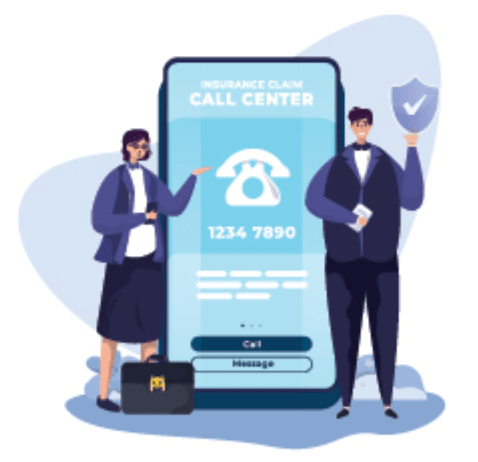 INSURANCE CLAIM
CALL CENTER
1234 7890
Call
Message